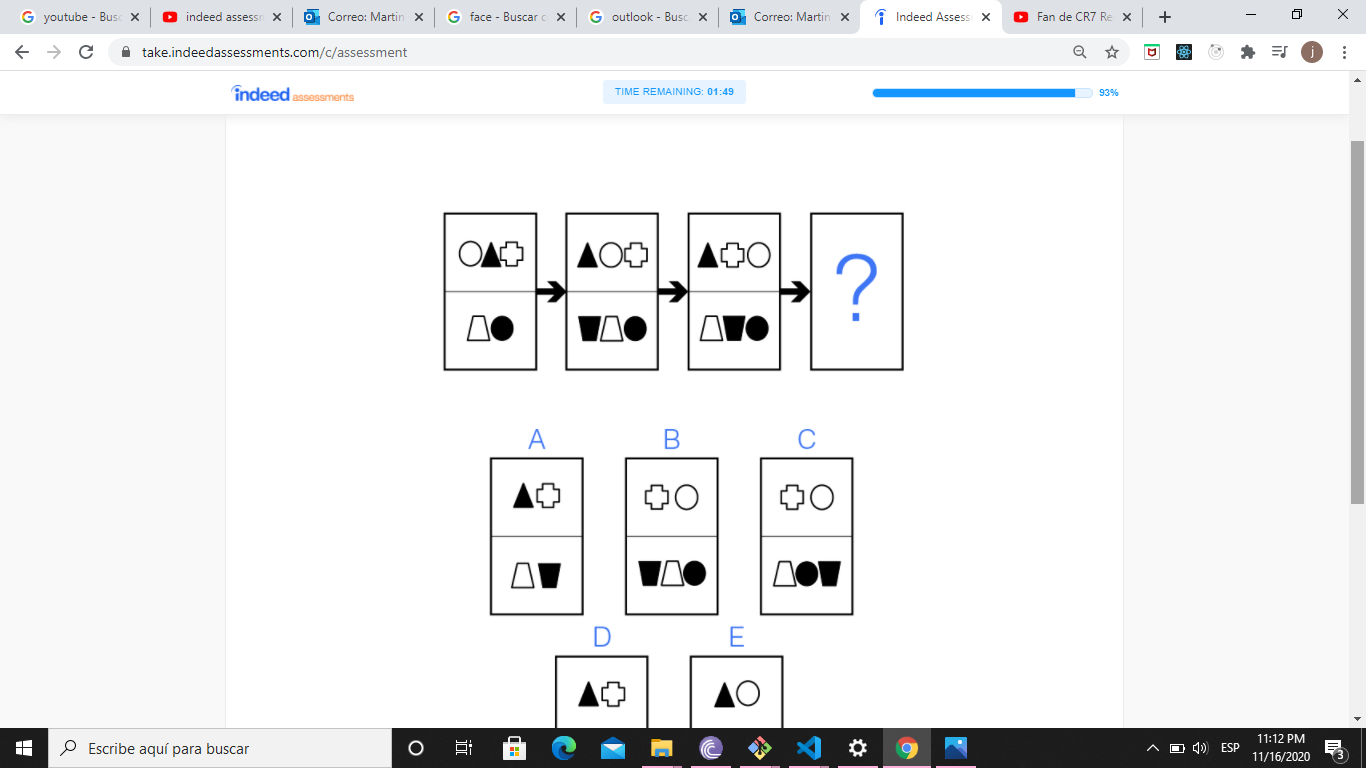 youtube - Busc
indeed assess
Correo: Martin
face - Buscar c
outlook - Busc
Correo: Martin
Indeed Assess
Fan de CR7 Re
take.indeedassessments.com/c/assessment
j
indeed assessments
TIME REMAINING: 01:49
93%
?
A B C
D E
Escribe aquí para buscar
ESP
11:12 PM
11/16/2020
3